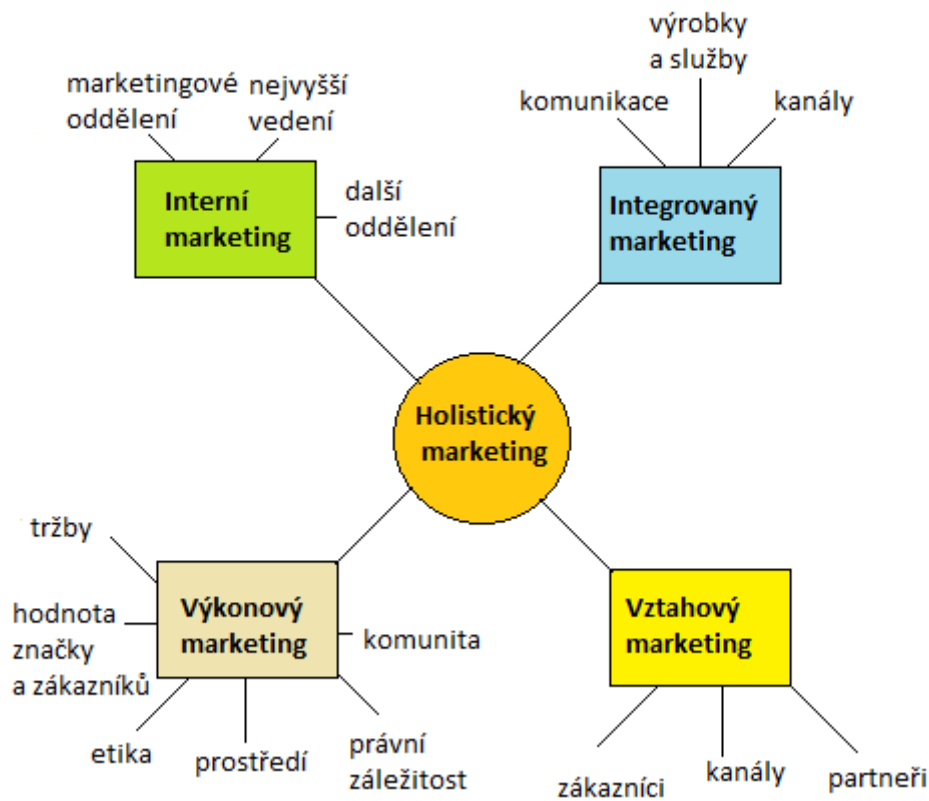 marketingové
oddělení
nejvyšší
vedení
Interní
marketing
další
oddělení
výrobky
a služby
komunikace
kanály
Integrovaný
marketing
Holistický
marketing
tržby
hodnota
značky
a zákazníků
Výkonový
marketing
komunita
etika
prostředí
právní
záležitost
Vztahový
marketing
zákazníci
kanály
partneři